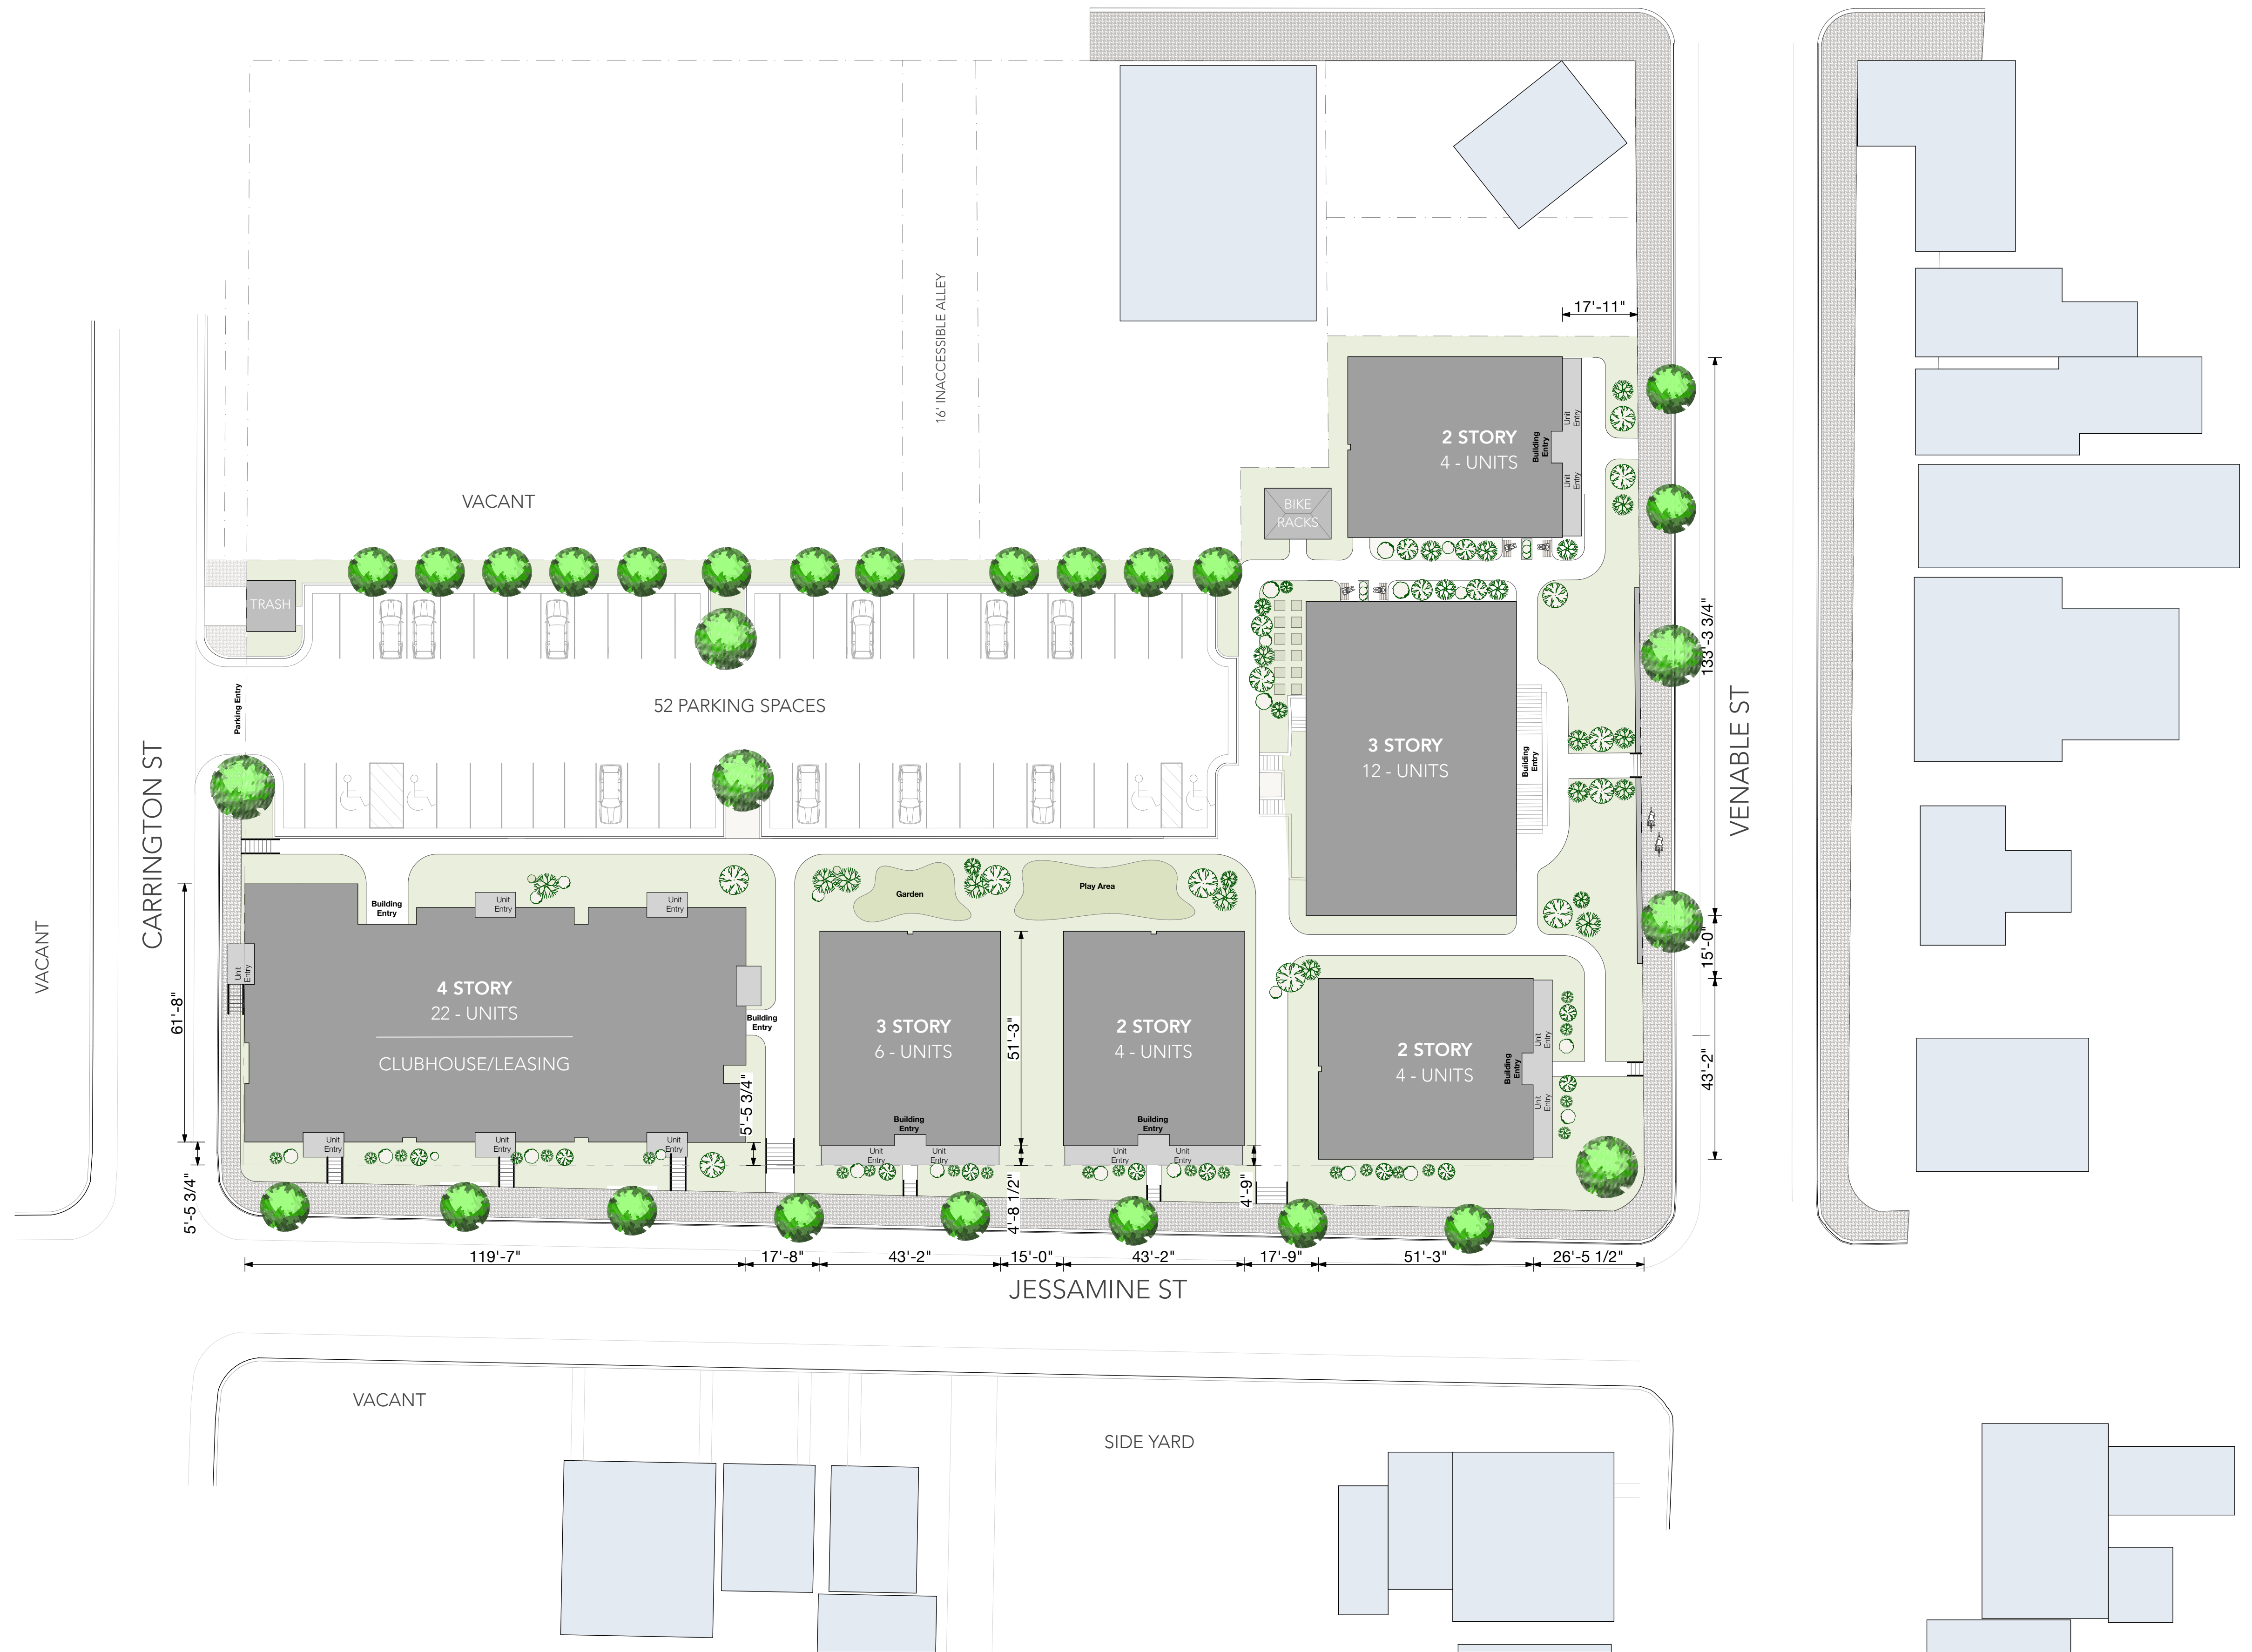 17'-11"
16' INACCESSIBLE ALLEY
2 STORY
4 - UNITS
Building
Entry
Unit
Entry
Unit
Entry
VACANT
BIKE
RACKS
TRASH
133'-3 3/4"
Parking Entry
52 PARKING SPACES
3 STORY
12 - UNITS
Building
Entry
CARRINGTON ST
VENABLE ST
VACANT
61'-8"
Building
Entry
Unit
Entry
Unit
Entry
Unit
Entry
Garden
Play Area
15'-0"
4 STORY
22 - UNITS
CLUBHOUSE/LEASING
Building
Entry
3 STORY
6 - UNITS
51'-3"
2 STORY
4 - UNITS
2 STORY
4 - UNITS
Building
Entry
Unit
Entry
Unit
Entry
43'-2"
5'-5 3/4"
Building
Entry
Building
Entry
Unit
Entry
Unit
Entry
Unit
Entry
Unit
Entry
Unit
Entry
Unit
Entry
Unit
Entry
5'-5 3/4"
4'-8 1/2"
4'-9"
119'-7"
17'-8"
43'-2"
15'-0"
43'-2"
17'-9"
51'-3"
26'-5 1/2"
JESSAMINE ST
VACANT
SIDE YARD